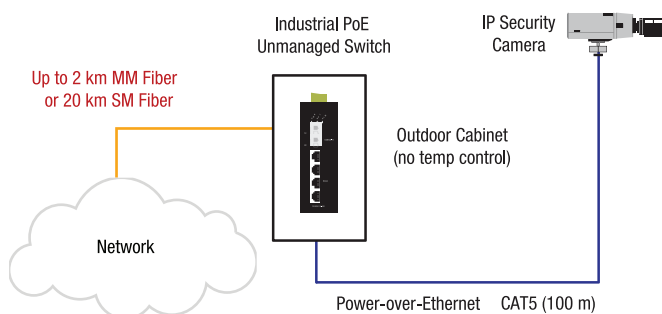 Industrial PoE
Unmanaged Switch
IP Security
Camera
Up to 2 km MM Fiber
or 20 km SM Fiber
Outdoor Cabinet
(no temp control)
Network
Power-over-Ethernet CAT5 (100 m)